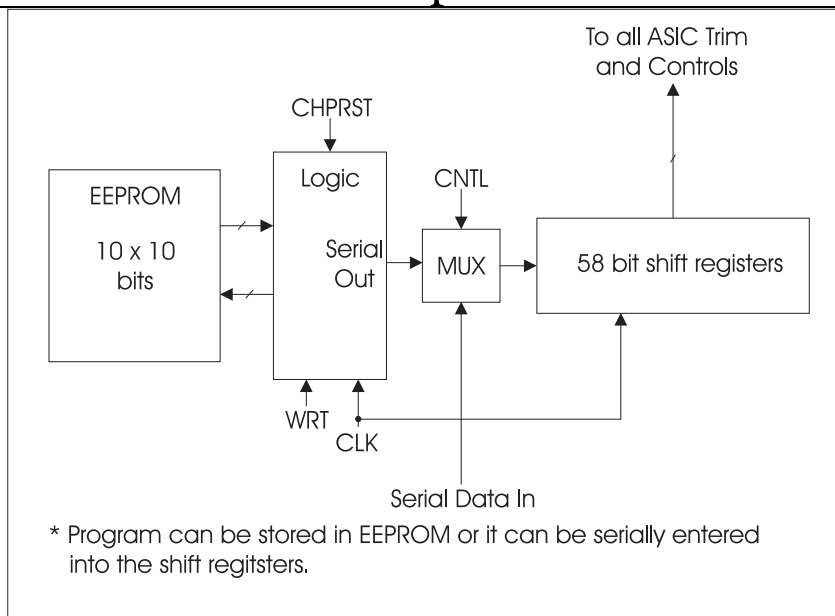 To all ASIC Trim
and Controls
CHPRST
Logic
CNTL
EEPROM
10 x 10
bits
Serial
Out
MUX
58 bit shift registers
WRT
CLK
Serial Data In
* Program can be stored in EEPROM or it can be serially entered
into the shift regitsters.